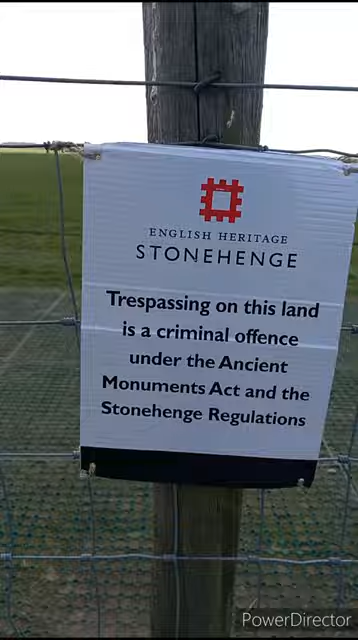 ENGLISH HERITAGE
STONEHENGE
Trespassing on this land
is a criminal offence
under the Ancient
Monuments Act and the
Stonehenge Regulations
PowerDirector